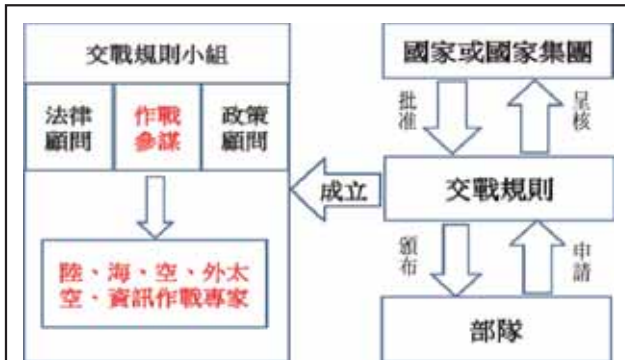 交戰規則小組
法律
顧問
作戰
參謀
政策
顧問
陸、海、空、外太
空、資訊作戰專家
成立
國家或國家集團
批准
呈核
交戰規則
頒布
申請
部隊